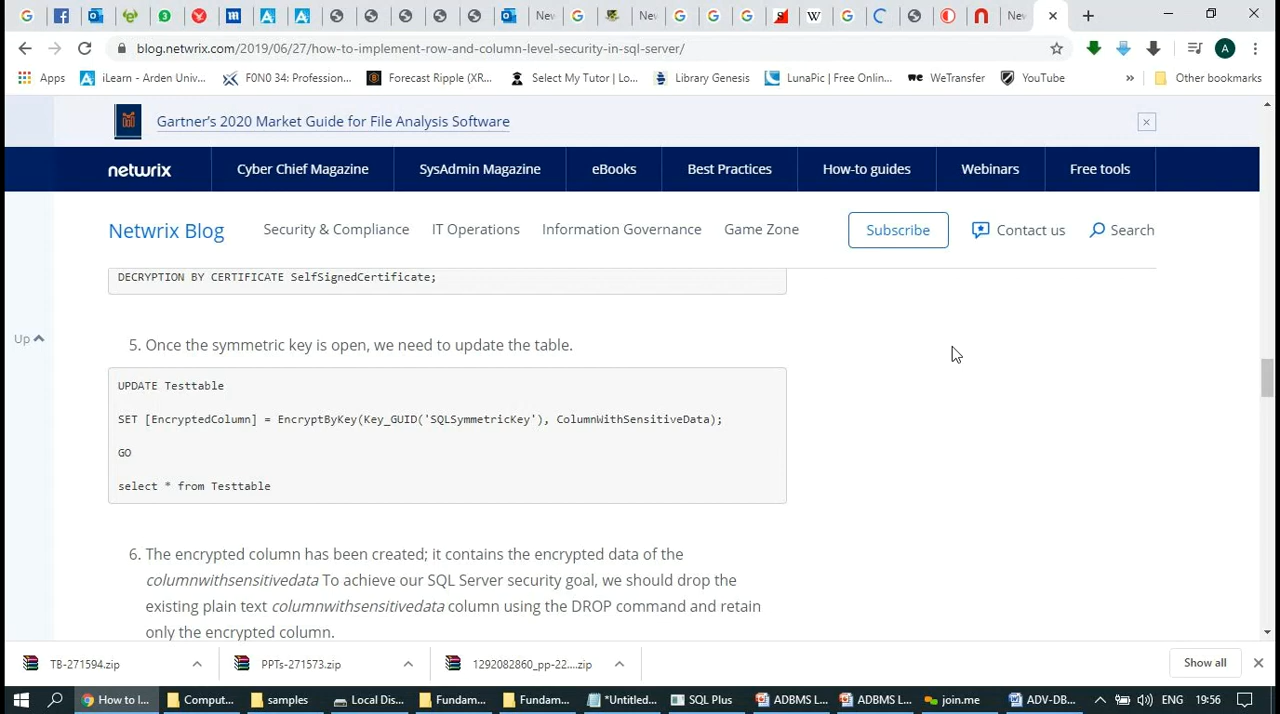 New
New
New
blog.netwrix.com/2019/06/27/how-to-implement-row-and-column-level-security-in-sql-server/
A
Apps
iLearn - Arden Univ...
F0N0 34: Profession...
Forecast Ripple (XR...
Select My Tutor | Lo...
Library Genesis
LunaPic | Free Onlin...
WeTransfer
YouTube
»
Other bookmarks
Gartner's 2020 Market Guide for File Analysis Software
netwrix
Cyber Chief Magazine
SysAdmin Magazine
eBooks
Best Practices
How-to guides
Webinars
Free tools
Netwrix Blog
Security & Compliance
IT Operations
Information Governance
Game Zone
Subscribe
Contact us
Search
DECRYPTION BY CERTIFICATE SelfSignedCertificate;
Up
5. Once the symmetric key is open, we need to update the table.
UPDATE Testtable
SET [EncryptedColumn] = EncryptByKey(Key_GUID('SQLSymmetricKey'), ColumnWithSensitiveData);
GO
select * from Testtable
6. The encrypted column has been created; it contains the encrypted data of the
columnwithsensitivedata To achieve our SQL Server security goal, we should drop the
existing plain text columnwithsensitivedata column using the DROP command and retain
only the encrypted column.
TB-271594.zip
PPTs-271573.zip
1292082860_pp-22....zip
Show all
How to I...
Comput...
samples
Local Dis...
Fundam...
Fundam...
*Untitled...
SQL Plus
ADBMS L...
ADBMS L...
join.me
ADV-DB...
ENG
19:56